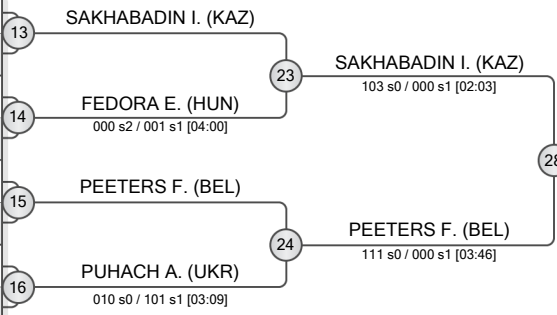 SAKHABADIN I. (KAZ)
13
23
SAKHABADIN I. (KAZ)
103 s0 / 000 s1 [02:03]
FEDORA E. (HUN)
14
000 s2 / 001 s1 [04:00]
28
PEETERS F. (BEL)
15
24
PEETERS F. (BEL)
111 s0 / 000 s1 [03:46]
PUHACH A. (UKR)
16
010 s0 / 101 s1 [03:09]